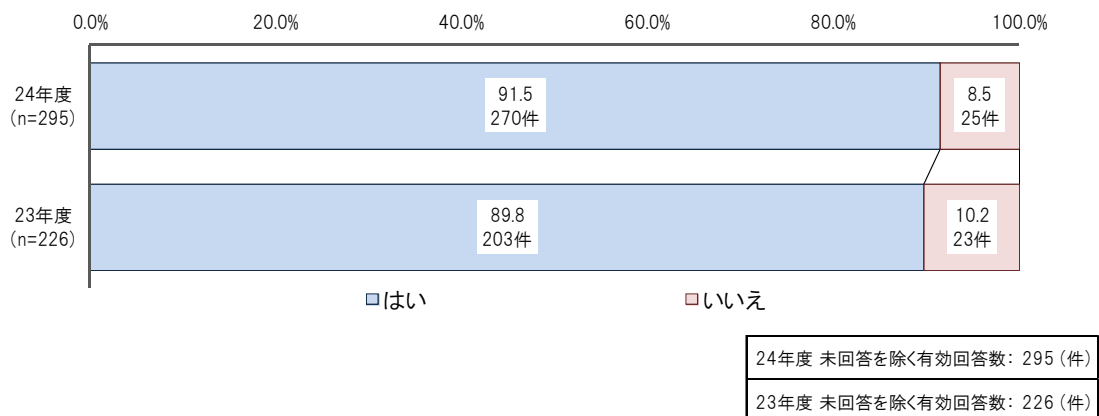 0.0% 20.0% 40.0% 60.0% 80.0% 100.0%
24年度
(n=295)
91.5
270件
8.5
25件
23年度
(n=226)
89.8
203件
10.2
23件
はい いいえ
24年度 未回答を除く有効回答数: 295 (件)
23年度 未回答を除く有効回答数: 226 (件)